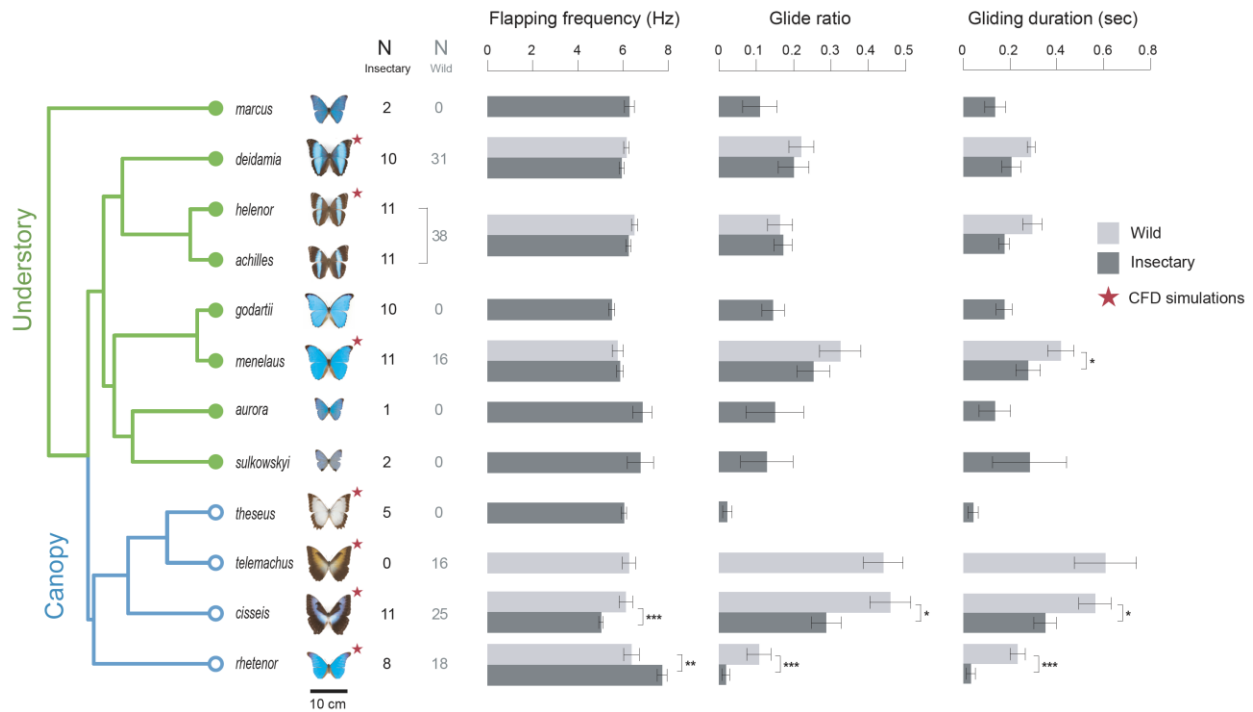 Flapping frequency (Hz) Glide ratio Gliding duration (sec)
N N
Insectary Wild
0 2 4 6 8 0 0.1 0.2 0.3 0.4 0.5 0 0.2 0.4 0.6 0.8
marcus 2 0
deidamia 10 31
helenor 11
38
achilles 11
godartii 10 0
menelaus 11 16 *
aurora 1 0
sulkowskyi 2 0
theseus 5 0
telemachus 0 16
cisseis 11 25 *** * *
rhetenor 8 18 ** *** ***
10 cm
Understory
Canopy
Wild
Insectary
CFD simulations